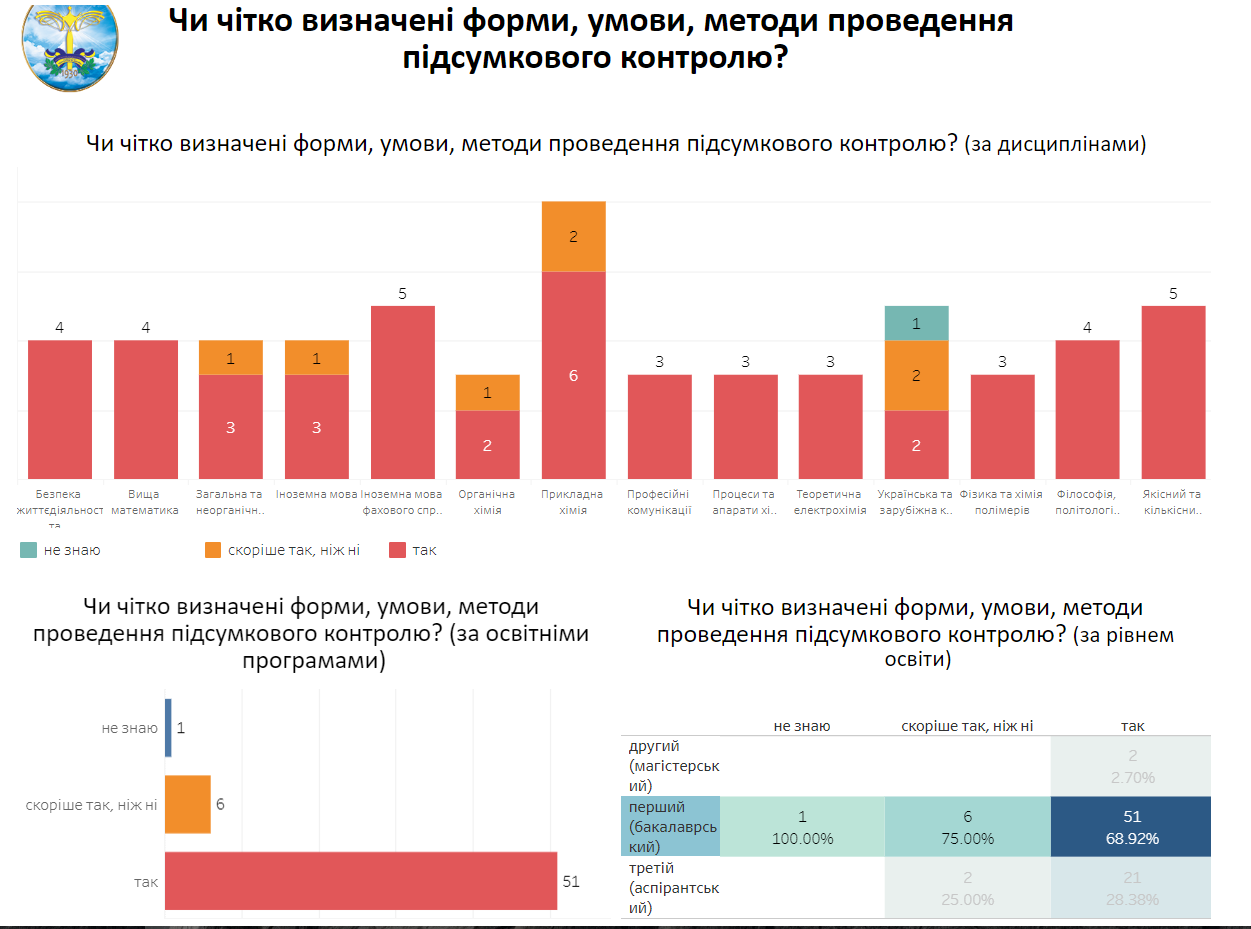 Чи чітко визначені форми, умови, методи проведення
підсумкового контролю?
1930
Чи чітко визначені форми, умови, методи проведення підсумкового контролю? (за дисциплінами)
2
5 5
4 4 1 1 4
1 3 3 3 2 3
3 3 1 6
2 2
Безпека Вища Загальна та Іноземна мова Іноземна мова Органічна Прикладна Професійні Процеси та Теоретична Українська та Фізика та хімія Філософія, Якісний та
життєдіяльност математика неорганічн.. фахового спр.. хімія хімія комунікації апарати хі.. електрохімія зарубіжна к.. полімерів політологі.. кількісни..
та
не знаю скоріше так, ніж ні так
Чи чітко визначені форми, умови, методи
проведення підсумкового контролю? (за освітніми
програмами)
не знаю 1
скоріше так, ніж ні 6
так 51
Чи чітко визначені форми, умови, методи
проведення підсумкового контролю? (за рівнем
освіти)
не знаю скоріше так, ніж ні так
другий
(магістерськ
ий)
2
2.70%
перший
(бакалаврсь
кий)
1 6 51
100.00% 75.00% 68.92%
третій
(аспірантськ
ий)
2 21
25.00% 28.38%